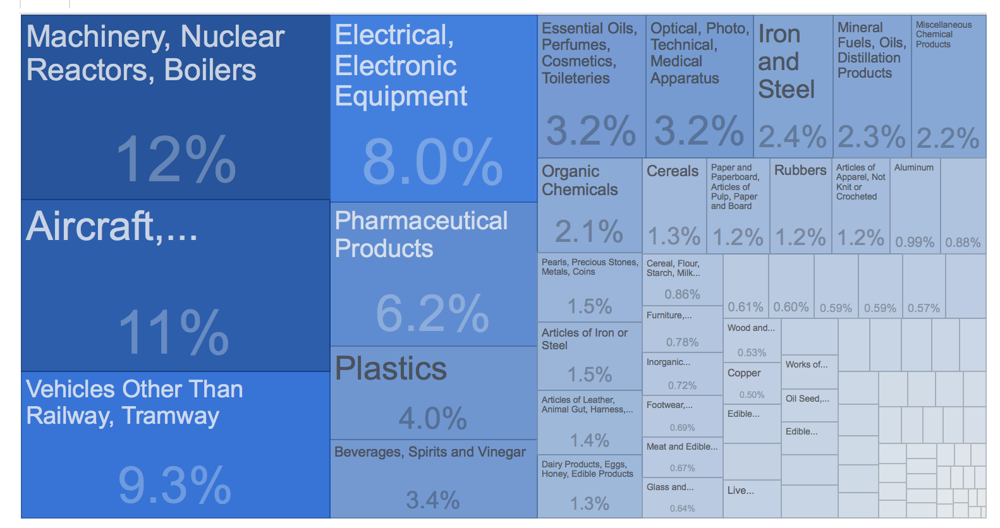 Machinery, Nuclear
Reactors, Boilers
12%
Aircraft,...
11%
Vehicles Other Than
Railway, Tramway
9.3%
Electrical,
Electronic
Equipment
8.0%
Pharmaceutical
Products
6.2%
Plastics
4.0%
Beverages, Spirits and Vinegar
3.4%
Essential Oils,
Perfumes,
Cosmetics,
Toileteries
3.2%
Optical, Photo,
Technical,
Medical
Apparatus
3.2%
Iron
and
Steel
2.4%
Mineral
Fuels, Oils,
Distillation
Products
2.3%
Miscellaneous
Chemical
Products
2.2%
Organic
Chemicals
2.1%
Pearls, Precious Stones,
Metals, Coins
1.5%
Articles of Iron or
Steel
1.5%
Articles of Leather,
Animal Gut, Harness,...
1.4%
Dairy Products, Eggs,
Honey, Edible Products
1.3%
Cereals
1.3%
Paper and
Paperboard,
Articles of
Pulp, Paper
and Board
1.2%
Rubbers
1.2%
Articles of
Apparel, Not
Knit or
Crocheted
1.2%
Aluminum
0.99%
0.88%
Cereal, Flour,
Starch, Milk...
0.86%
Furniture,...
0.78%
Inorganic...
0.72%
Footwear,...
0.69%
Meat and Edible...
0.67%
Glass and...
0.64%
0.61%
0.60%
0.59%
0.59%
0.57%
Wood and...
0.53%
Copper
0.50%
Edible...
Live...
Works of...
Oil Seed,...
Edible...